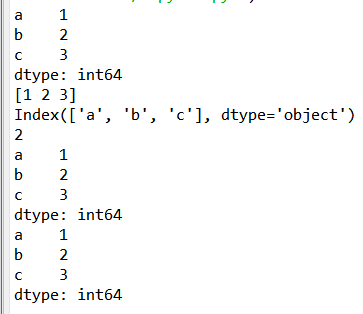 a    1
b    2
c    3
dtype: int64
[1 2 3]
Index(['a', 'b', 'c'], dtype='object')
2
a    1
b    2
c    3
dtype: int64
a    1
b    2
c    3
dtype: int64